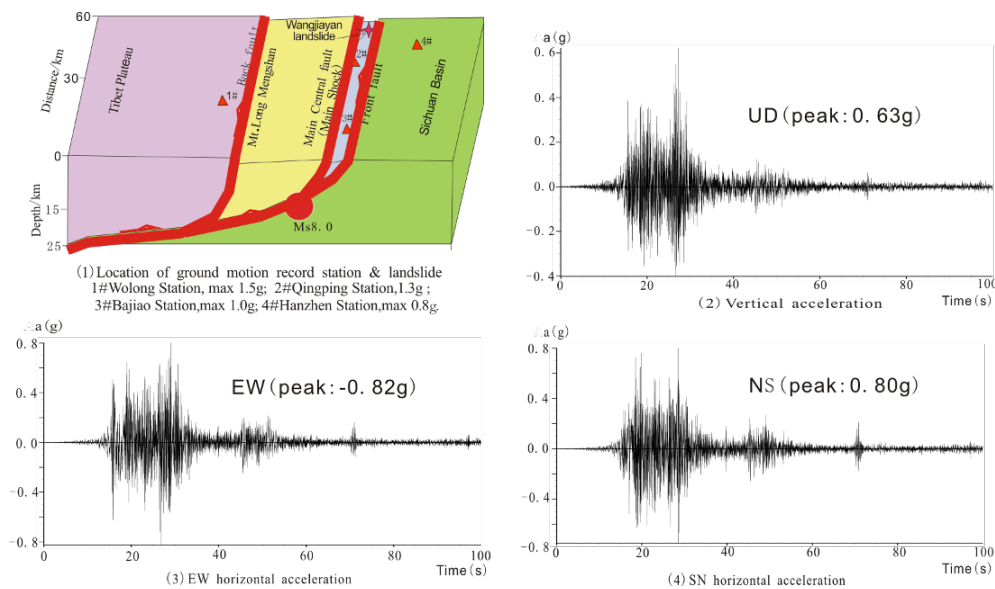 60
30
0
Distance/km
15
25
Depth/km
Tibet Plateau
1#
Back fault
Mt.Long Mengshan
Main Central fault
(Main Shock)
Wangjiayan
landslide
2#
3#
Front fault
4#
Sichuan Basin
Ms8. 0
(1)Location of ground motion record station & landslide
1#Wolong Station, max 1.5g; 2#Qingping Station,1.3g ;
3#Bajiao Station,max 1.0g; 4#Hanzhen Station,max 0.8g.
Aa (g)
0.6
0.4
0.2
0.0
-0.2
-0.4
UD(peak:0. 63g)
0 20 40 60 80 100
Time(s)
(2) Vertical acceleration
Aa(g)
0.8
0.4
0.0
-0.4
-0.8
EW(peak:-0. 82g)
0 20 40 60 80 100
Time(s)
(3) EW horizontal acceleration
Aa(g)
0.8
0.4
0.0
-0.4
-0.8
NS(peak:0. 80g)
20 40 60 80 100
Time(s)
(4) SN horizontal acceleration